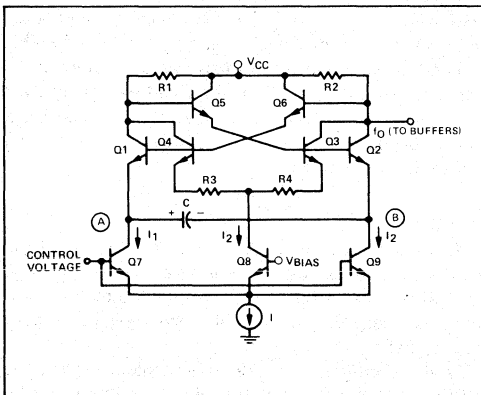 VCC
R1
R2
Q5
Q6
fO (TO BUFFERS)
Q1
Q4
Q3
Q2
R3
R4
A
C
B
+ −
I1
I2
I2
CONTROL
VOLTAGE
Q7
Q8
VBIAS
Q9
I